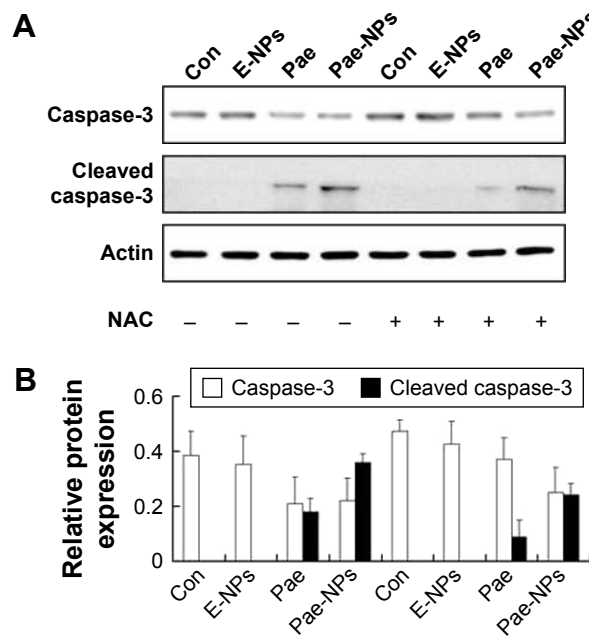 A
Con E-NPs Pae Pae-NPs Con E-NPs Pae Pae-NPs
Caspase-3
Cleaved
caspase-3
Actin
NAC – – – – + + + +
B
Caspase-3 Cleaved caspase-3
Relative protein
expression
0.6
0.4
0.2
0
Con E-NPs Pae Pae-NPs Con E-NPs Pae Pae-NPs